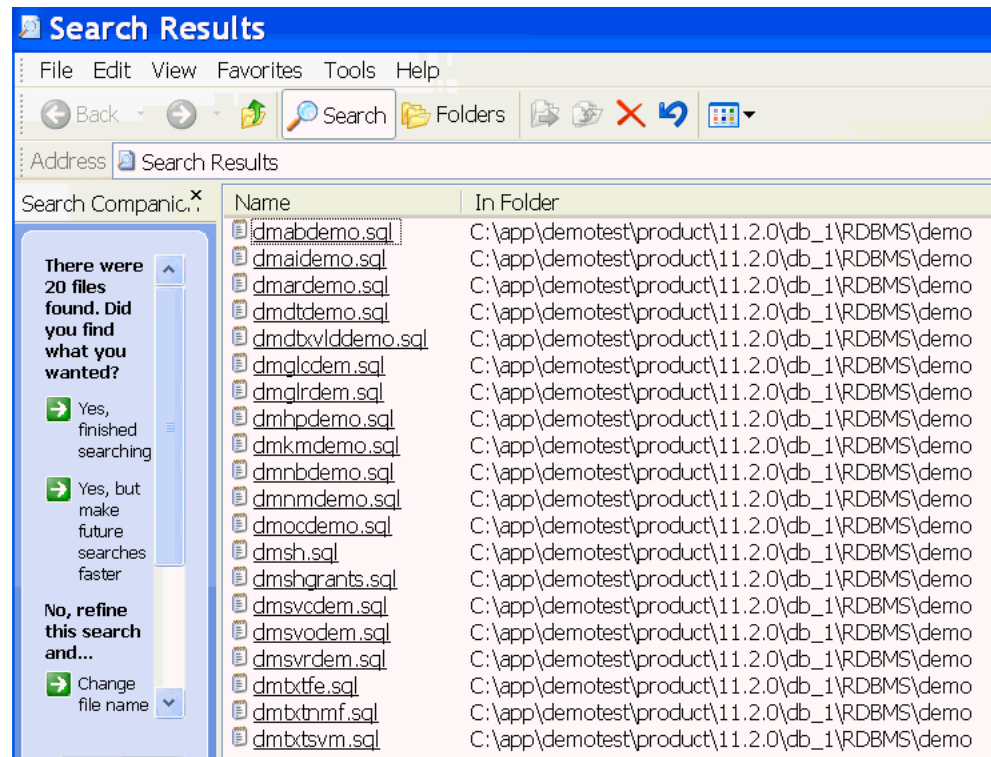 Search Results
File Edit View Favorites Tools Help
Back Search Folders
Address Search Results
Search Companic.. ×
There were
20 files
found. Did
you find
what you
wanted?
Yes,
finished
searching
Yes, but
make
future
searches
faster
No, refine
this search
and...
Change
file name
Name In Folder
dmabdemo.sql C:\app\demotest\product\11.2.0\db_1\RDBMS\demo
dmaidemo.sql C:\app\demotest\product\11.2.0\db_1\RDBMS\demo
dmardemo.sql C:\app\demotest\product\11.2.0\db_1\RDBMS\demo
dmdtdemo.sql C:\app\demotest\product\11.2.0\db_1\RDBMS\demo
dmdtxvlddemo.sql C:\app\demotest\product\11.2.0\db_1\RDBMS\demo
dmglcdem.sql C:\app\demotest\product\11.2.0\db_1\RDBMS\demo
dmglrdem.sql C:\app\demotest\product\11.2.0\db_1\RDBMS\demo
dmhpdemo.sql C:\app\demotest\product\11.2.0\db_1\RDBMS\demo
dmkmdemo.sql C:\app\demotest\product\11.2.0\db_1\RDBMS\demo
dmnbdemo.sql C:\app\demotest\product\11.2.0\db_1\RDBMS\demo
dmnmdemo.sql C:\app\demotest\product\11.2.0\db_1\RDBMS\demo
dmocdemo.sql C:\app\demotest\product\11.2.0\db_1\RDBMS\demo
dmsh.sql C:\app\demotest\product\11.2.0\db_1\RDBMS\demo
dmshgrants.sql C:\app\demotest\product\11.2.0\db_1\RDBMS\demo
dmsvcdem.sql C:\app\demotest\product\11.2.0\db_1\RDBMS\demo
dmsvodem.sql C:\app\demotest\product\11.2.0\db_1\RDBMS\demo
dmsvrdem.sql C:\app\demotest\product\11.2.0\db_1\RDBMS\demo
dmtxtfe.sql C:\app\demotest\product\11.2.0\db_1\RDBMS\demo
dmtxtnmf.sql C:\app\demotest\product\11.2.0\db_1\RDBMS\demo
dmtxtsvm.sql C:\app\demotest\product\11.2.0\db_1\RDBMS\demo